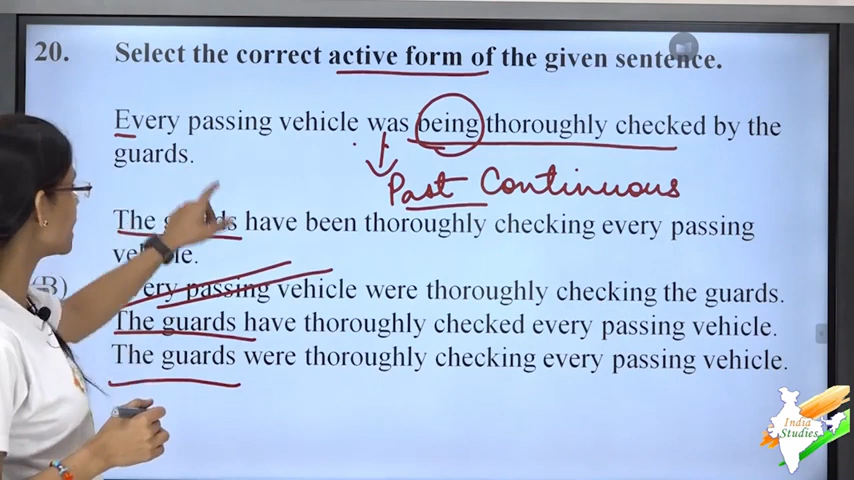 20. Select the correct active form of the given sentence.
Every passing vehicle was being thoroughly checked by the
guards.
Past Continuous
The guards have been thoroughly checking every passing
vehicle.
(B) passing vehicle were thoroughly checking the guards.
The guards have thoroughly checked every passing vehicle.
The guards were thoroughly checking every passing vehicle.
India
Studies